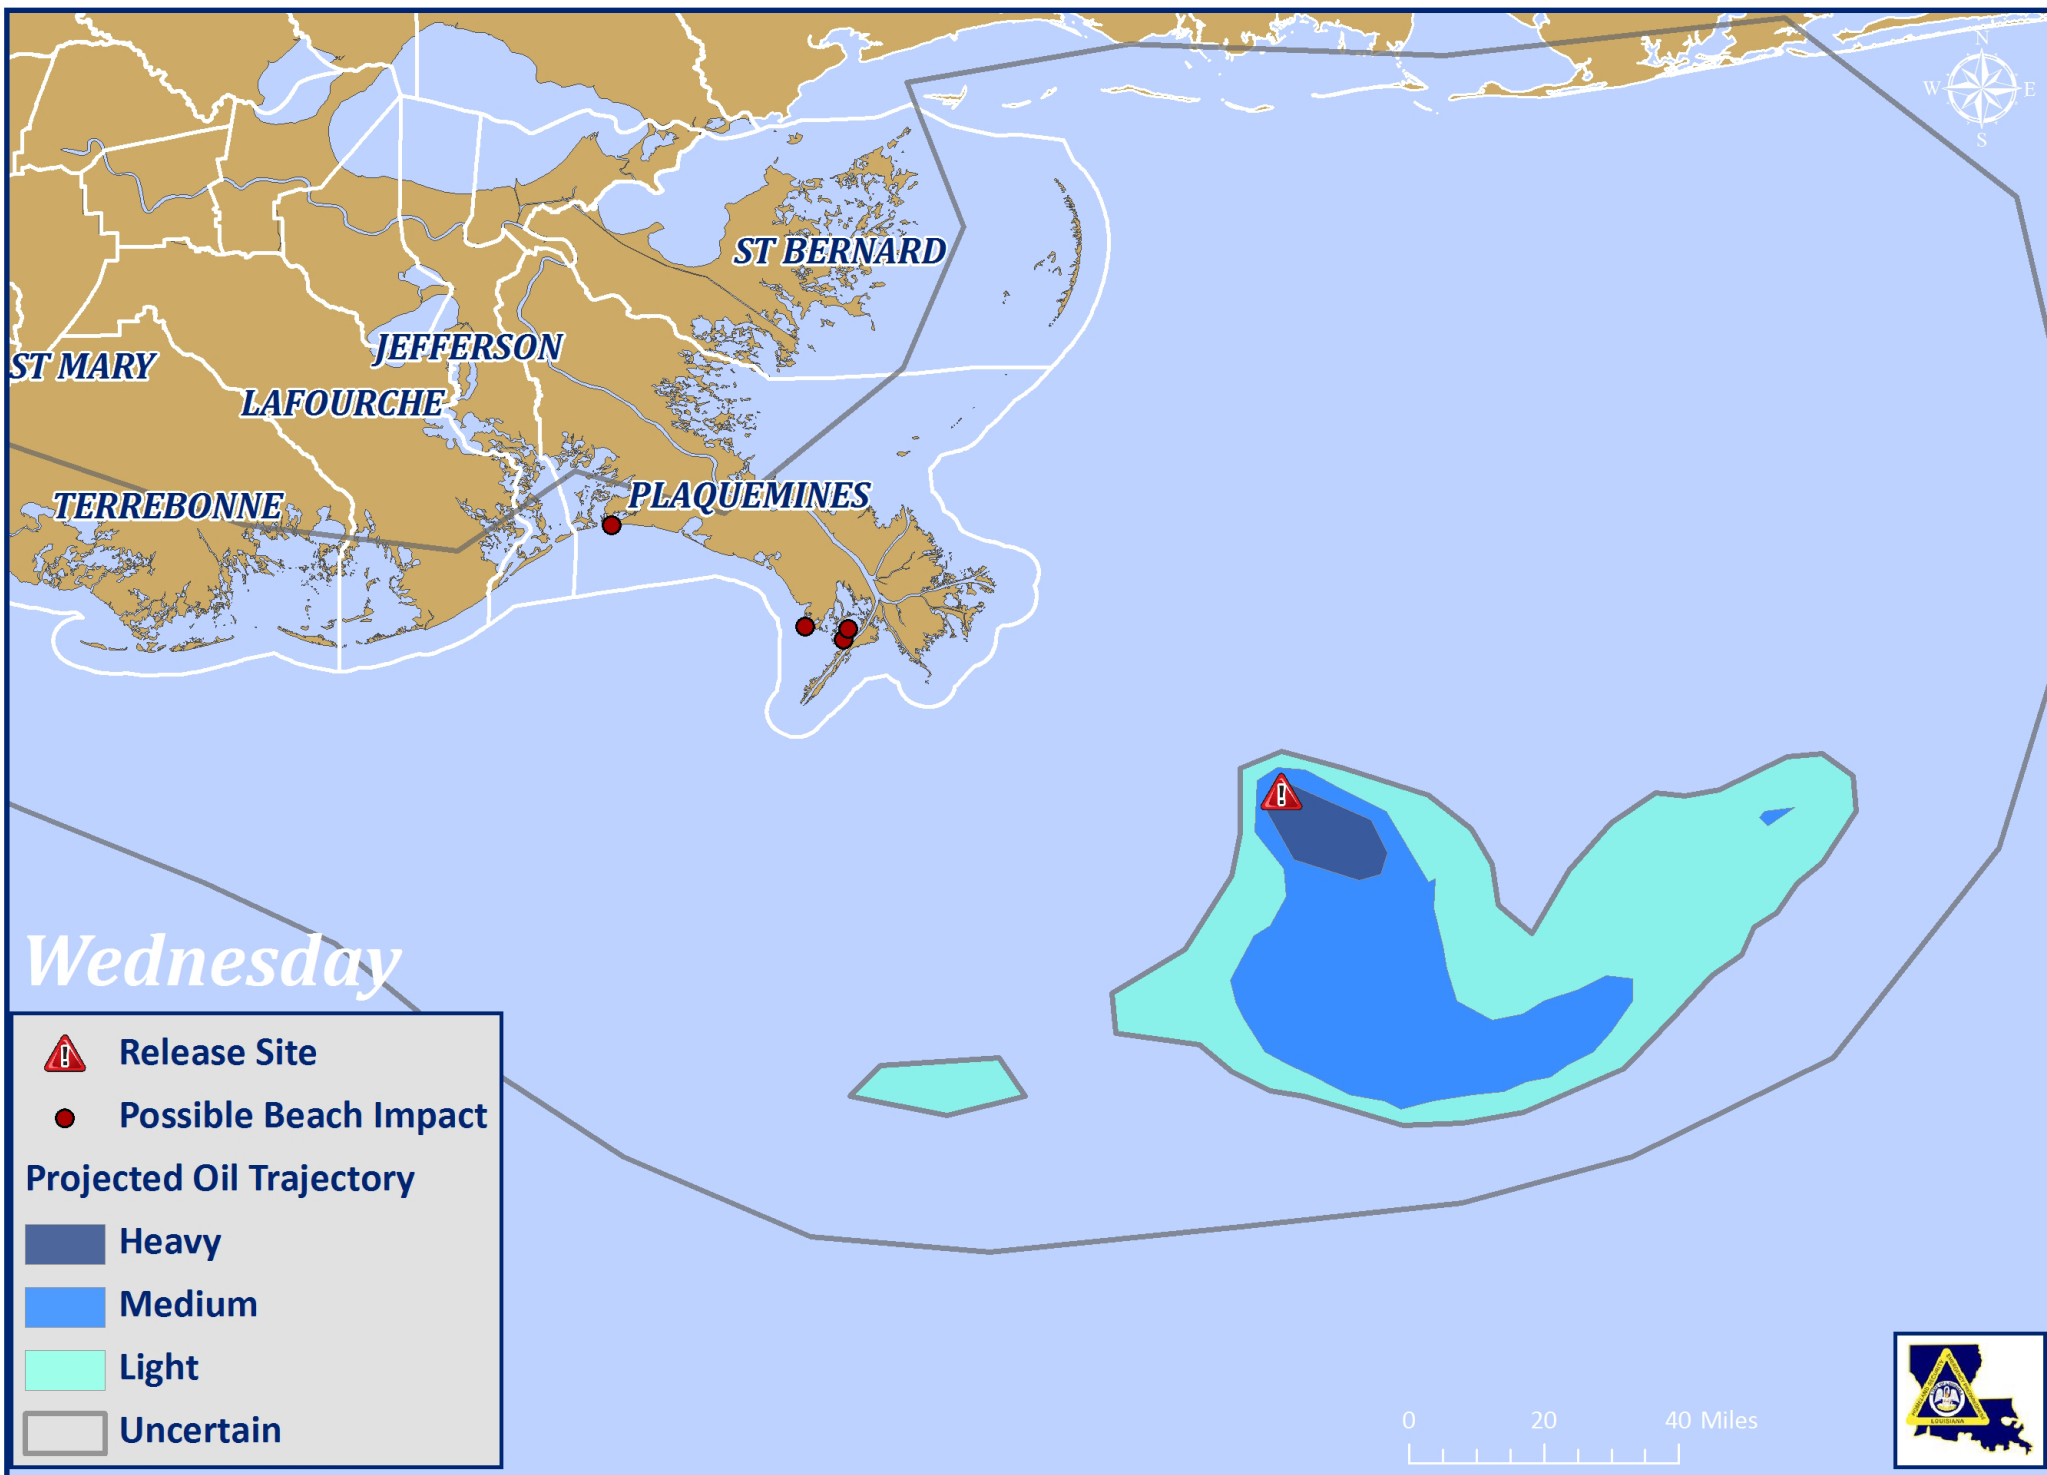 N
W E
S
ST BERNARD
JEFFERSON
ST MARY
LAFOURCHE
TERREBONNE
PLAQUEMINES
Wednesday
Release Site
Possible Beach Impact
Projected Oil Trajectory
Heavy
Medium
Light
Uncertain
0 20 40 Miles
LOUISIANA